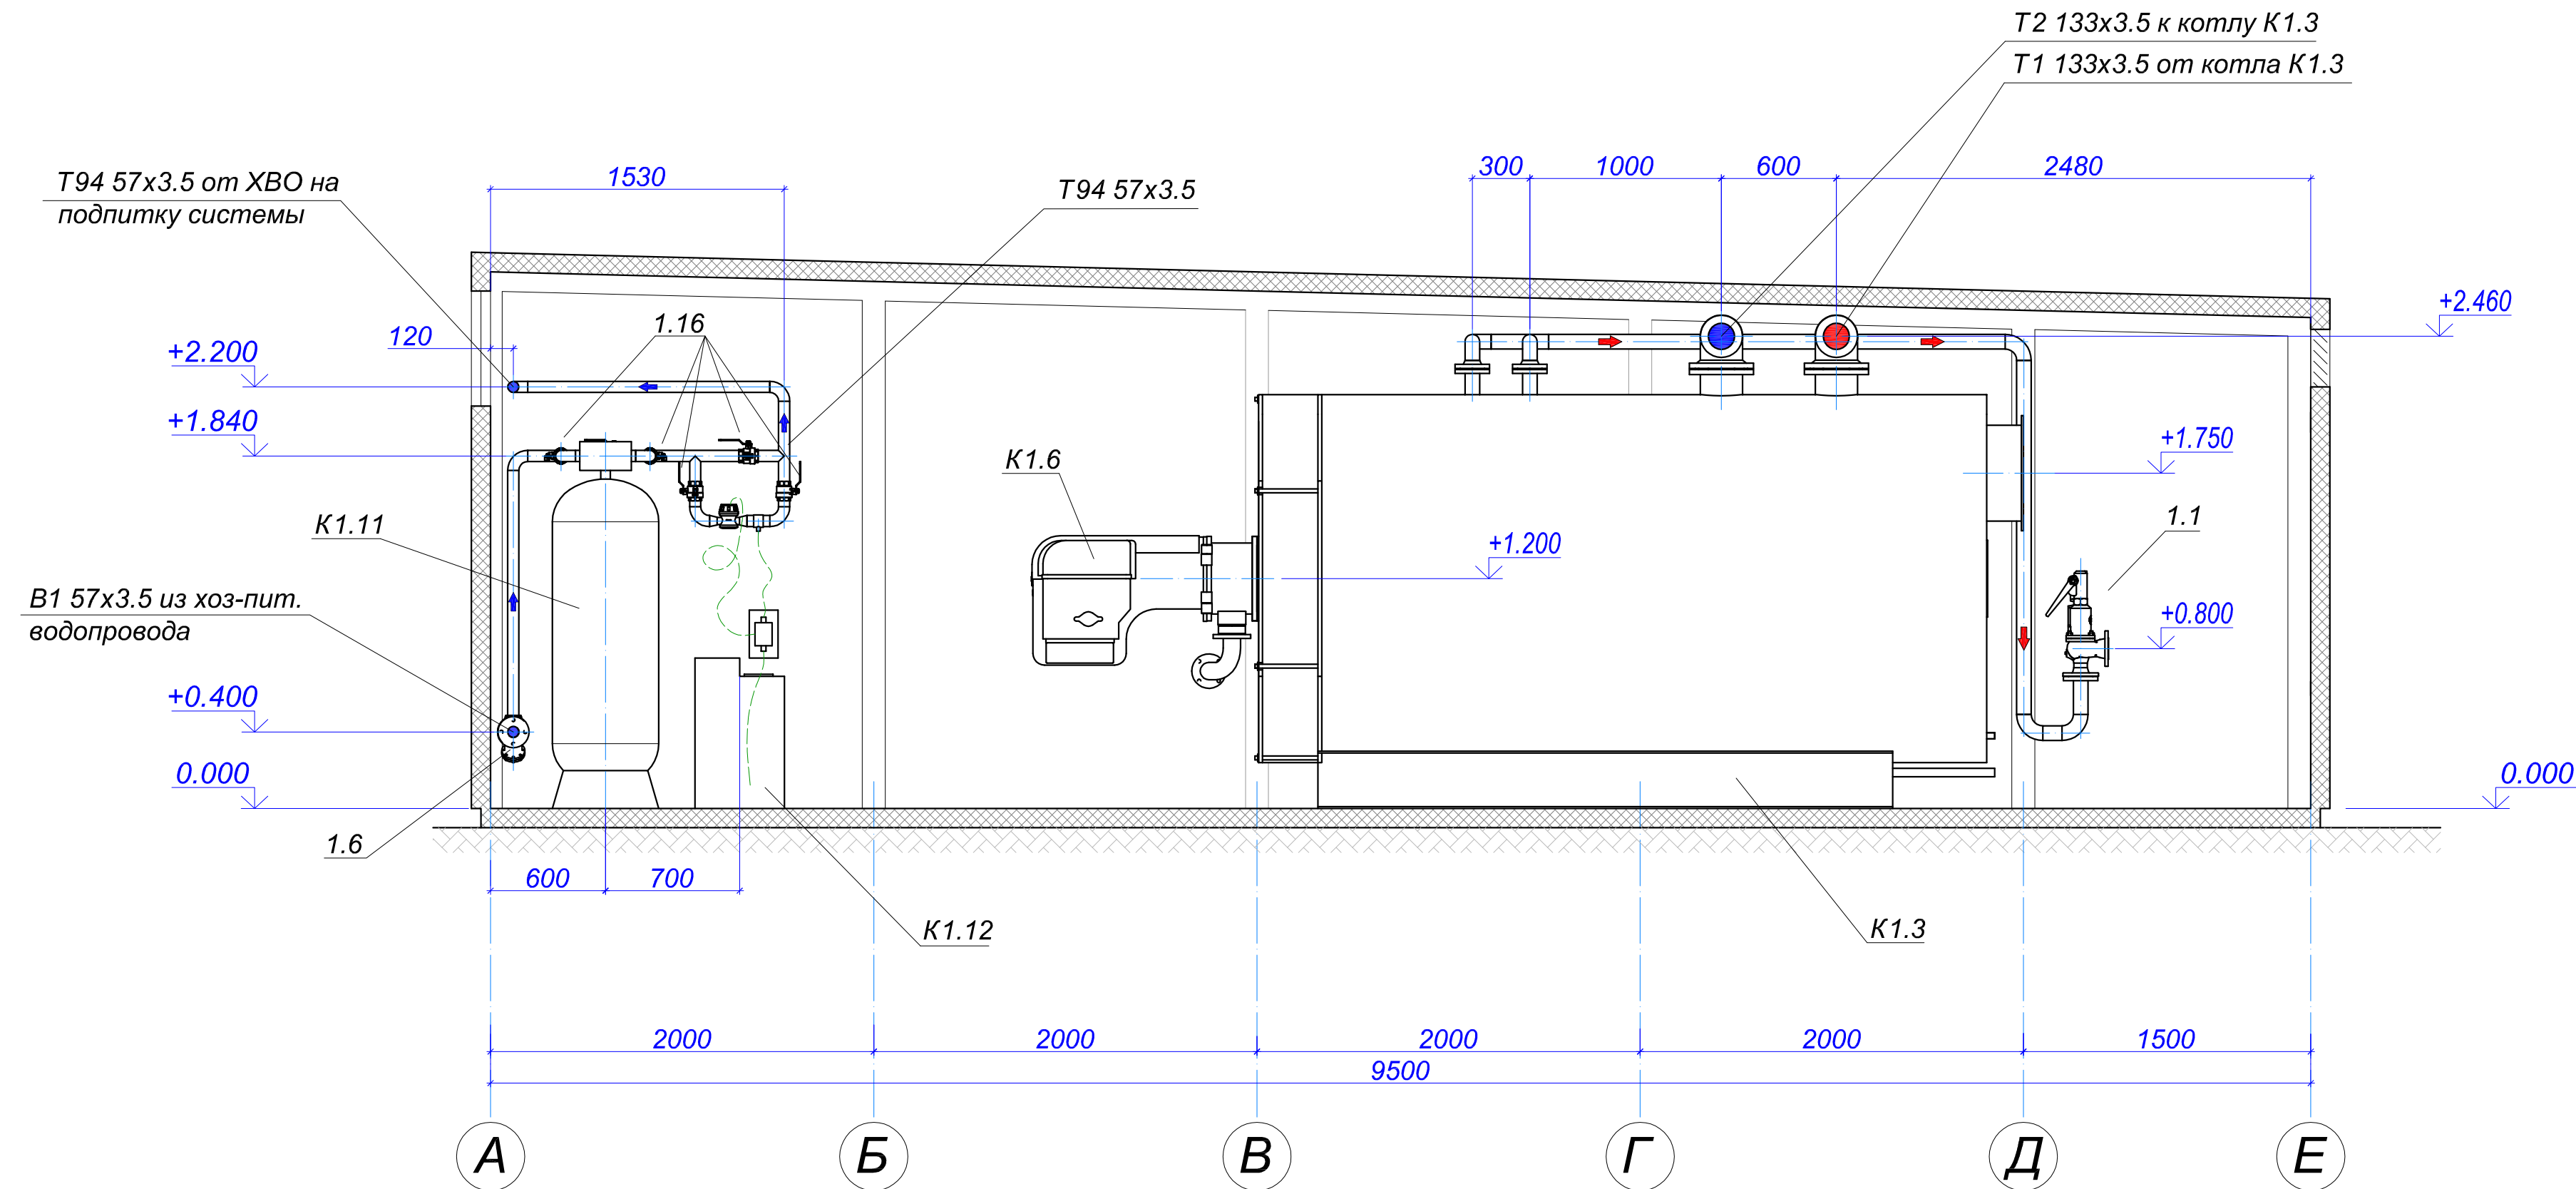 Т2 133х3.5 к котлу К1.3
Т1 133х3.5 от котла К1.3
300
1000
600
2480
Т94 57х3.5 от ХВО на
подпитку системы
1530
Т94 57х3.5
+2.460
120
1.16
+2.200
+1.840
+1.750
К1.6
К1.11
1.1
+1.200
В1 57х3.5 из хоз-пит.
водопровода
+0.800
+0.400
0.000
0.000
1.6
600
700
К1.12
К1.3
2000
2000
2000
2000
1500
9500
А
Б
В
Г
Д
Е